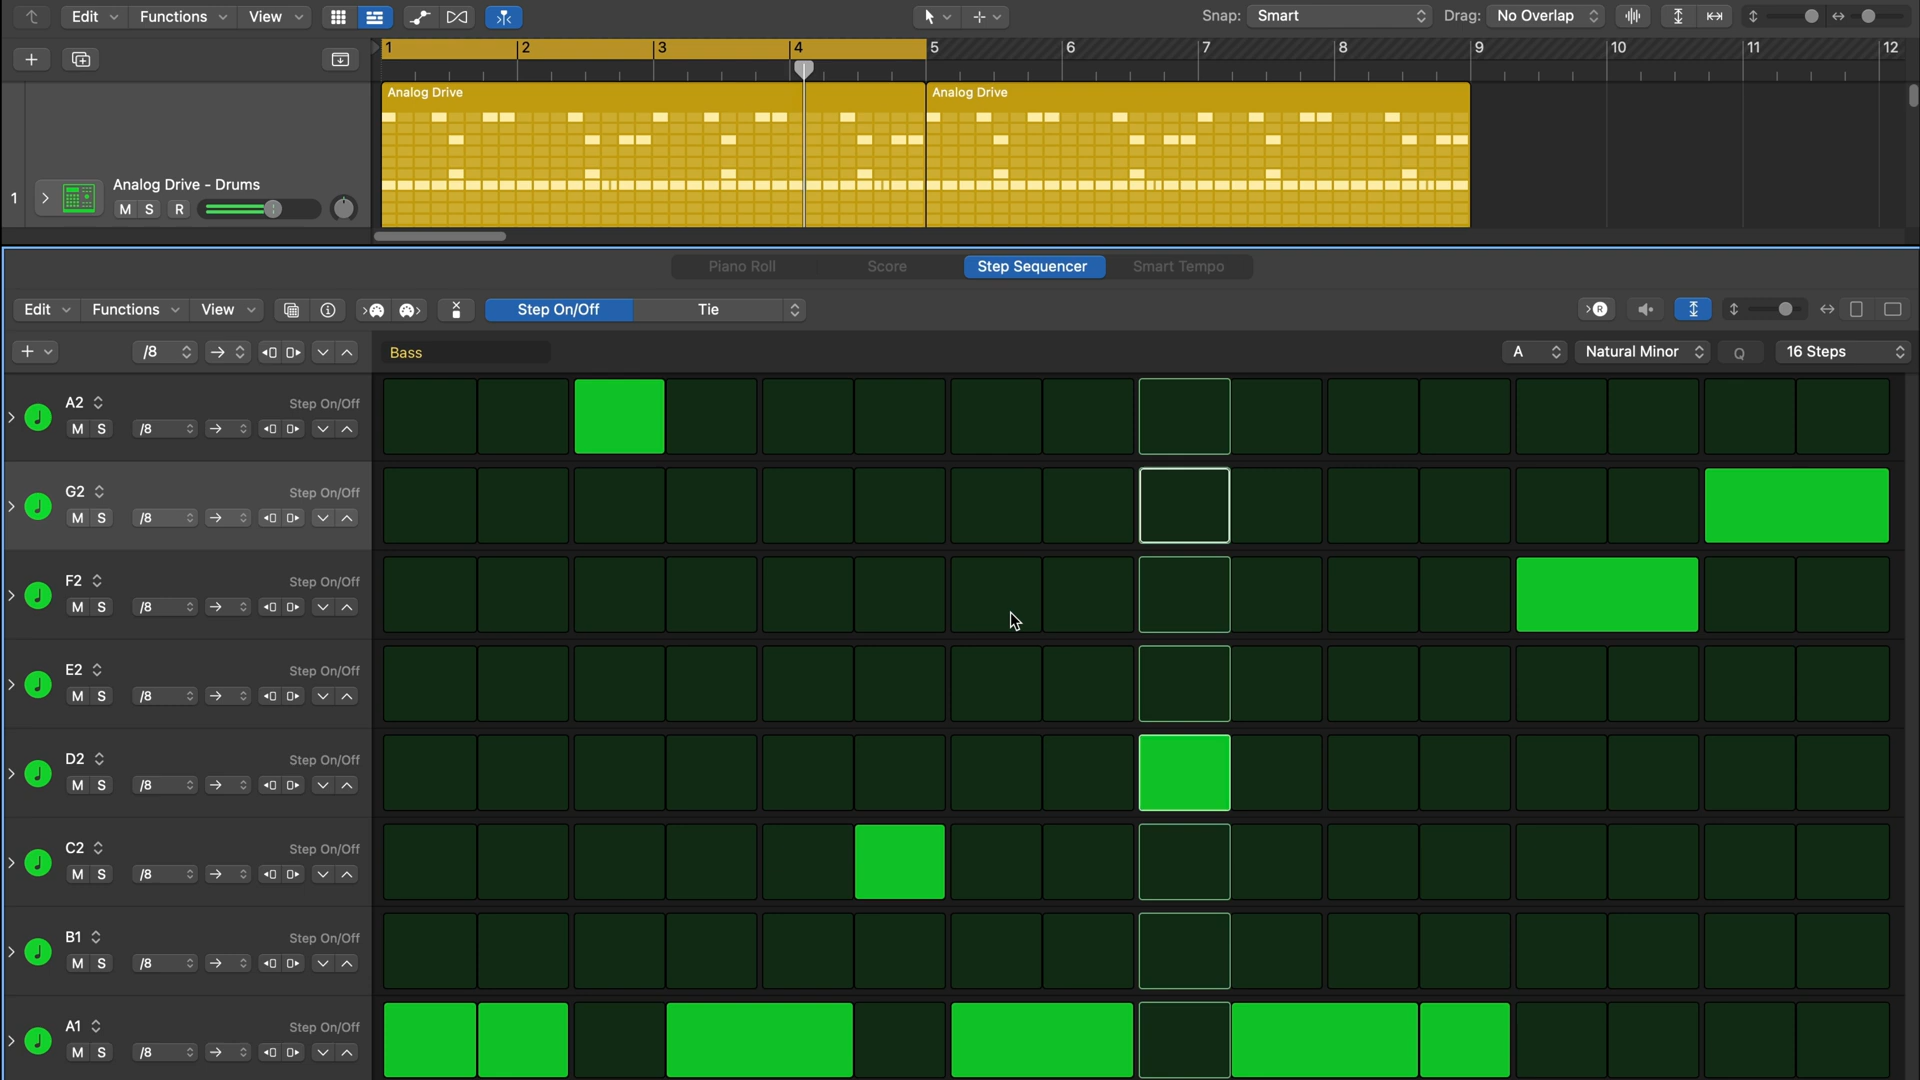 Edit Functions View Snap: Smart Drag: No Overlap
1 2 3 4 5 6 7 8 9 10 11 12
Analog Drive Analog Drive
1 Analog Drive - Drums
M S R
Piano Roll Score Step Sequencer Smart Tempo
Edit Functions View Step On/Off Tie R
/8 Bass A Natural Minor Q 16 Steps
A2 Step On/Off
M S /8
G2 Step On/Off
M S /8
F2 Step On/Off
M S /8
E2 Step On/Off
M S /8
D2 Step On/Off
M S /8
C2 Step On/Off
M S /8
B1 Step On/Off
M S /8
A1 Step On/Off
M S /8